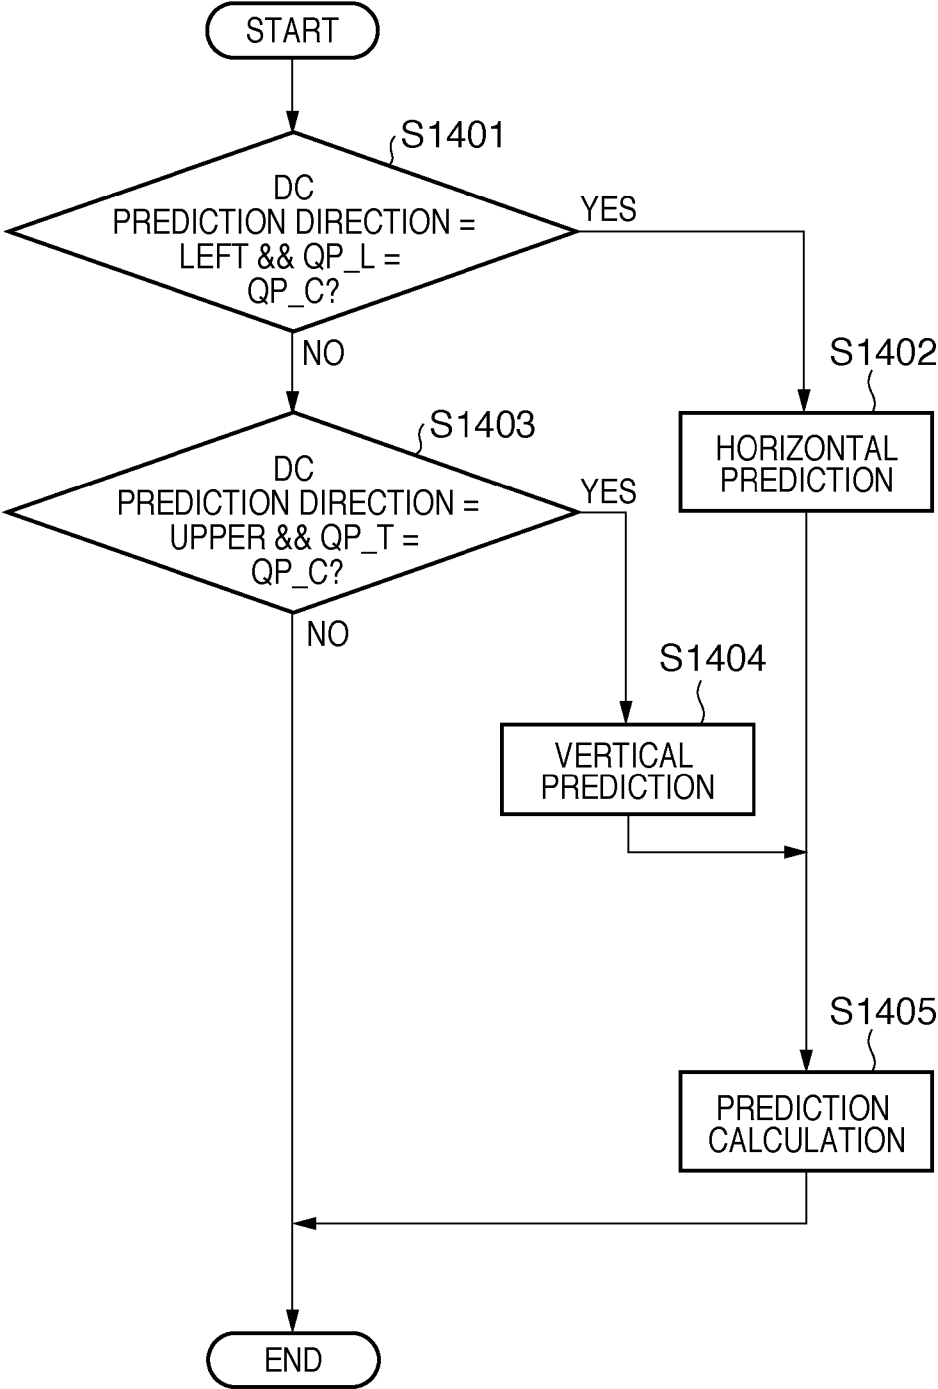 START
S1401
DC
PREDICTION DIRECTION =
LEFT && QP_L =
QP_C?
YES
NO
S1402
HORIZONTAL
PREDICTION
S1403
DC
PREDICTION DIRECTION =
UPPER && QP_T =
QP_C?
YES
NO
S1404
VERTICAL
PREDICTION
S1405
PREDICTION
CALCULATION
END